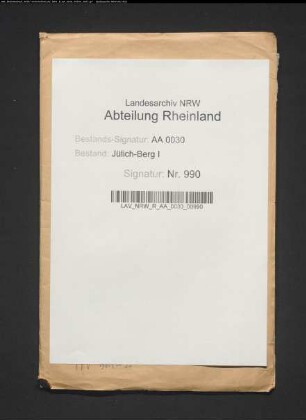 Landesarchiv NRW
Abteilung Rheinland
Bestands-Signatur: AA 0030
Bestand: Jülich-Berg I
Signatur: Nr. 990
LAV_NRW_R_AA_0030_00990